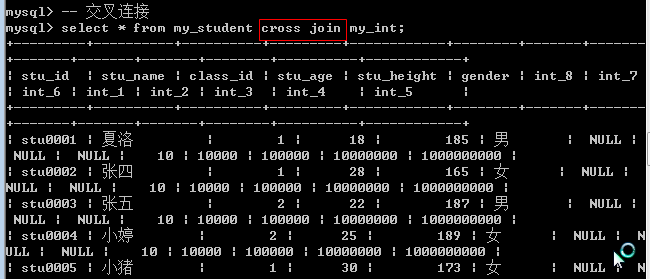 mysql> -- 交叉连接
mysql> select * from my_student cross join my_int;
+---------+----------+----------+---------+------------+--------+-------+-------
+-------+-------+-------+--------+----------+------------+
| stu_id | stu_name | class_id | stu_age | stu_height | gender | int_8 | int_7
| int_6 | int_1 | int_2 | int_3 | int_4 | int_5 |
+---------+----------+----------+---------+------------+--------+-------+-------
+-------+-------+-------+--------+----------+------------+
| stu0001 | 夏洛 | 1 | 18 | 185 | 男 | NULL |
NULL | NULL | 10 | 10000 | 100000 | 10000000 | 1000000000 |
| stu0002 | 张四 | 1 | 28 | 165 | 女 | NULL | N
NULL | NULL | 10 | 10000 | 100000 | 10000000 | 1000000000 |
| stu0003 | 张五 | 2 | 22 | 187 | 男 | NULL |
NULL | NULL | 10 | 10000 | 100000 | 10000000 | 1000000000 |
| stu0004 | 小婷 | 2 | 25 | 189 | 女 | NULL | N
ULL | NULL | 10 | 10000 | 100000 | 10000000 | 1000000000 |
| stu0005 | 小猪 | 1 | 30 | 173 | 女 | NULL | N